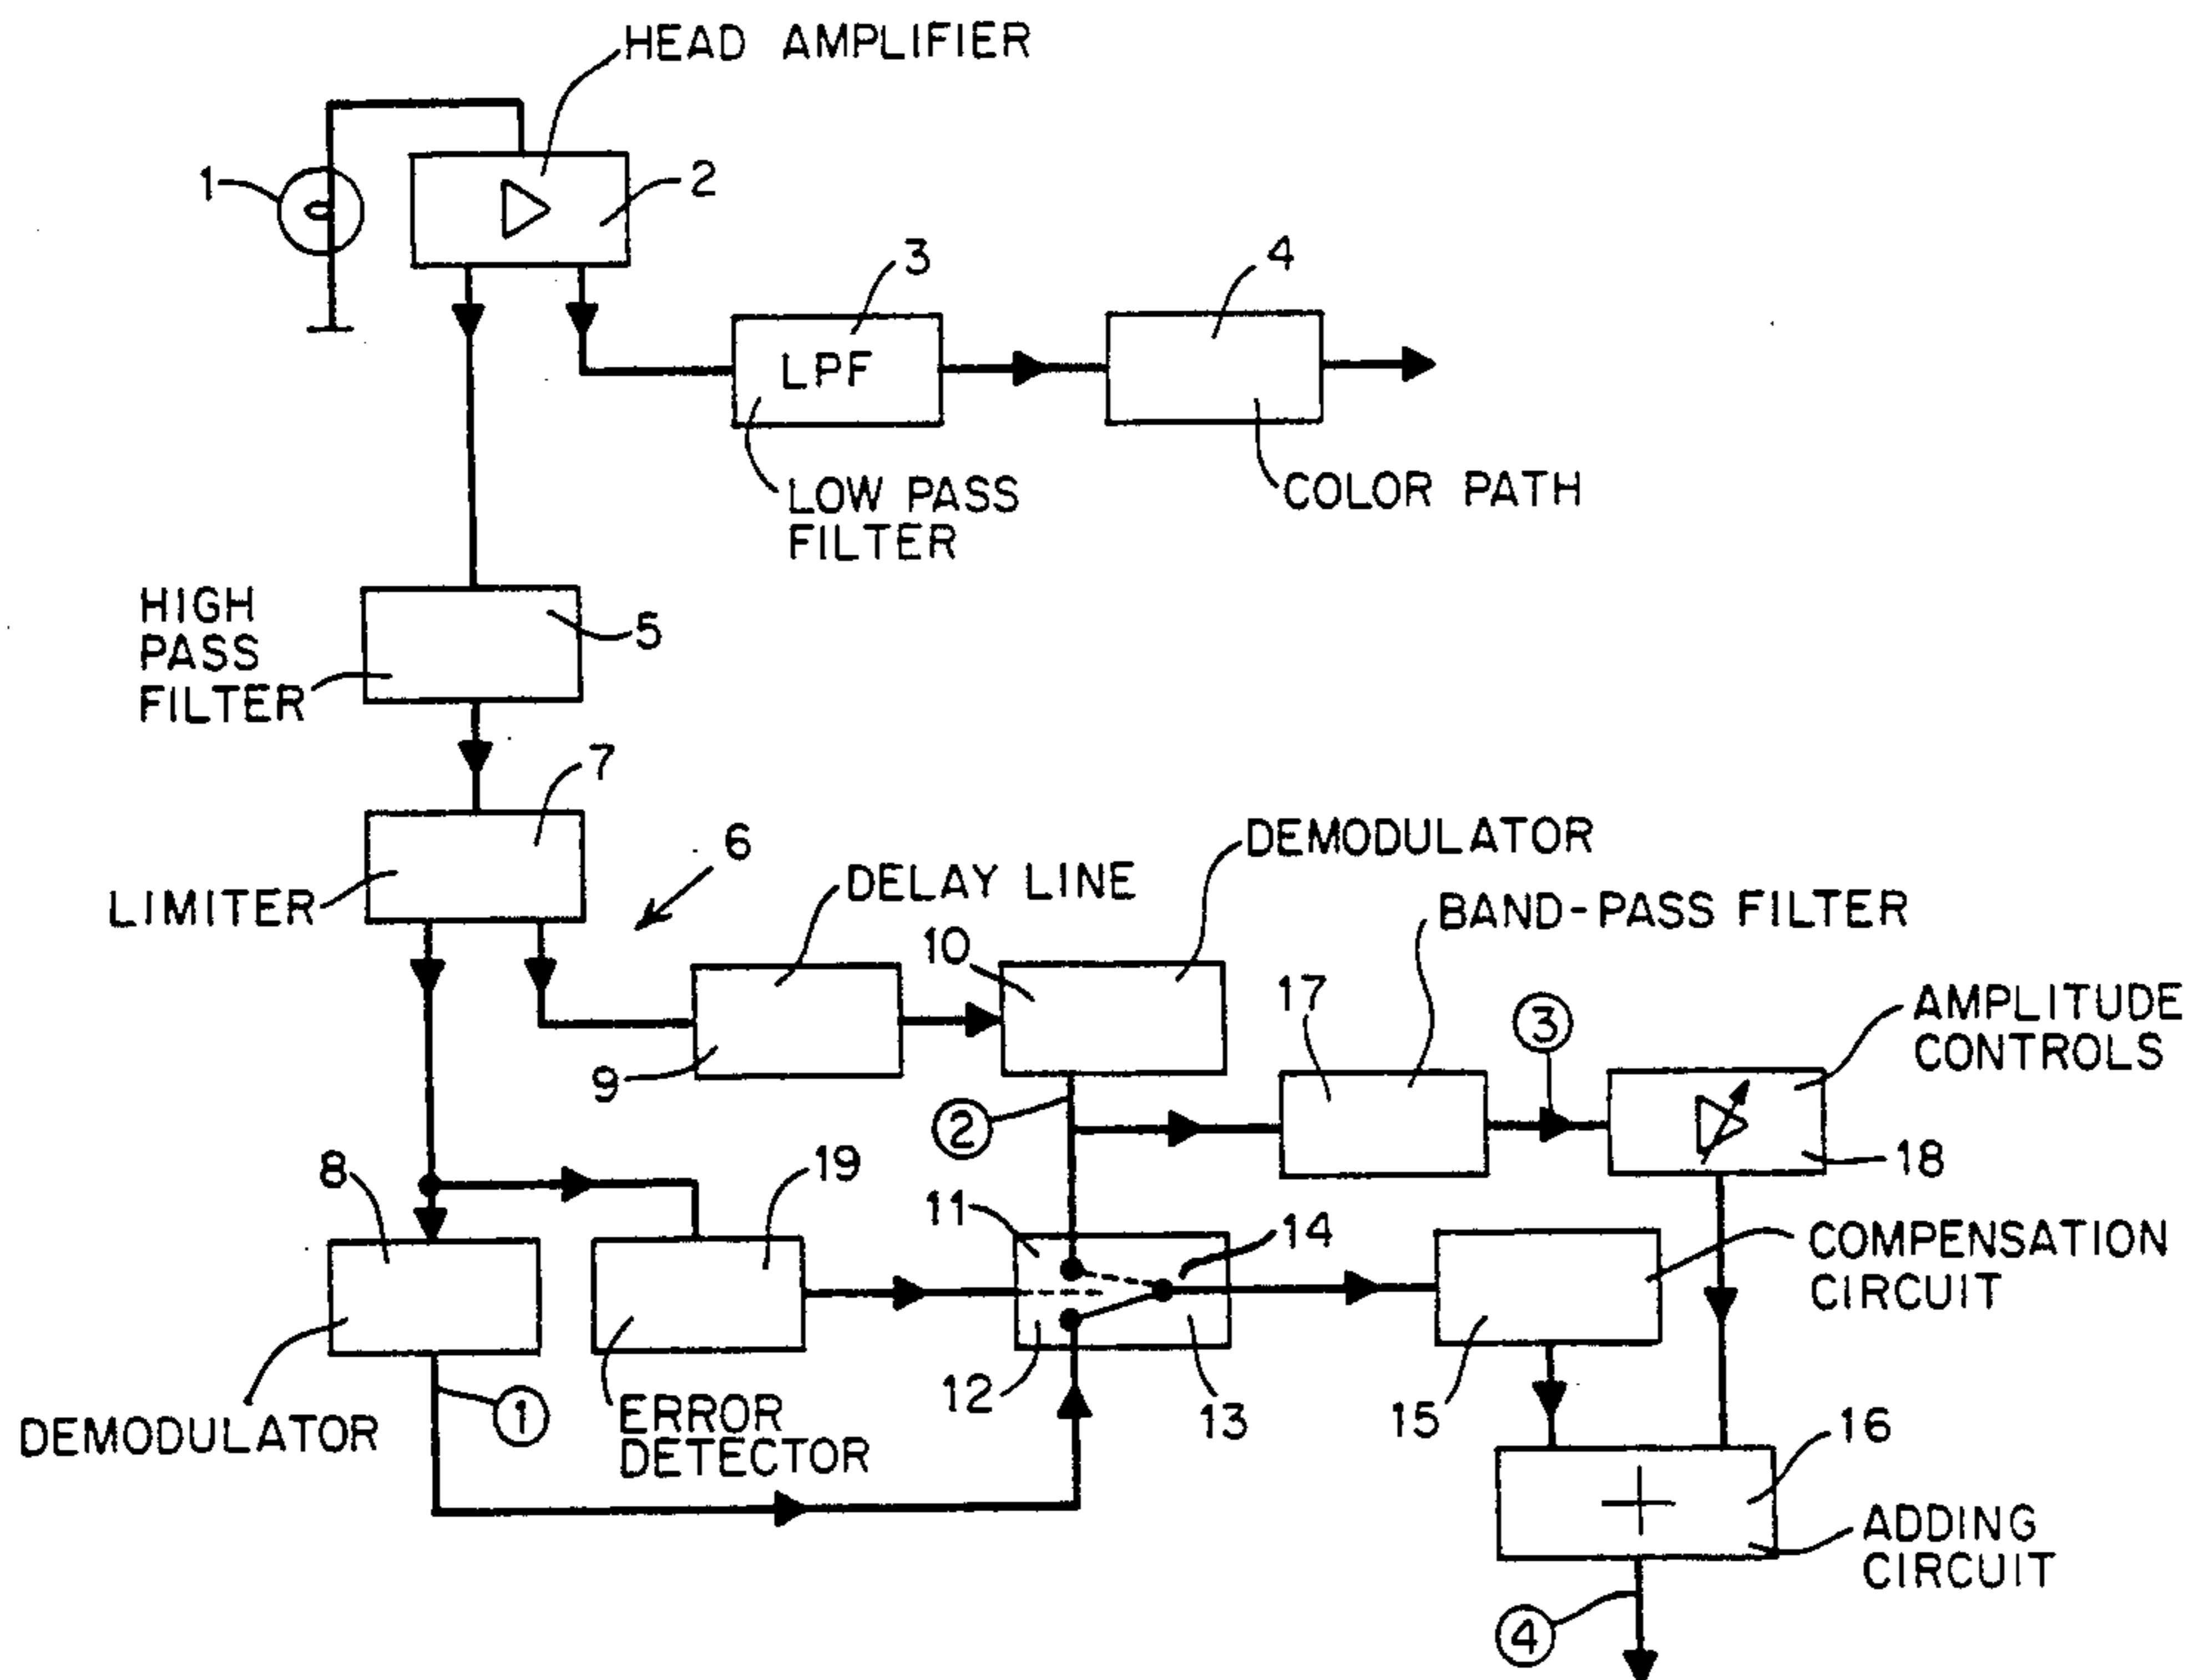 HEAD AMPLIFIER
1
2
3
4
LPF
LOW PASS
FILTER
COLOR PATH
HIGH
PASS
FILTER
5
7
LIMITER
6
DELAY LINE
DEMODULATOR
BAND-PASS FILTER
10
17
③
AMPLITUDE
CONTROLS
9
②
18
8
19
11
14
COMPENSATION
CIRCUIT
DEMODULATOR
①
ERROR
DETECTOR
12
13
15
16
ADDING
CIRCUIT
④